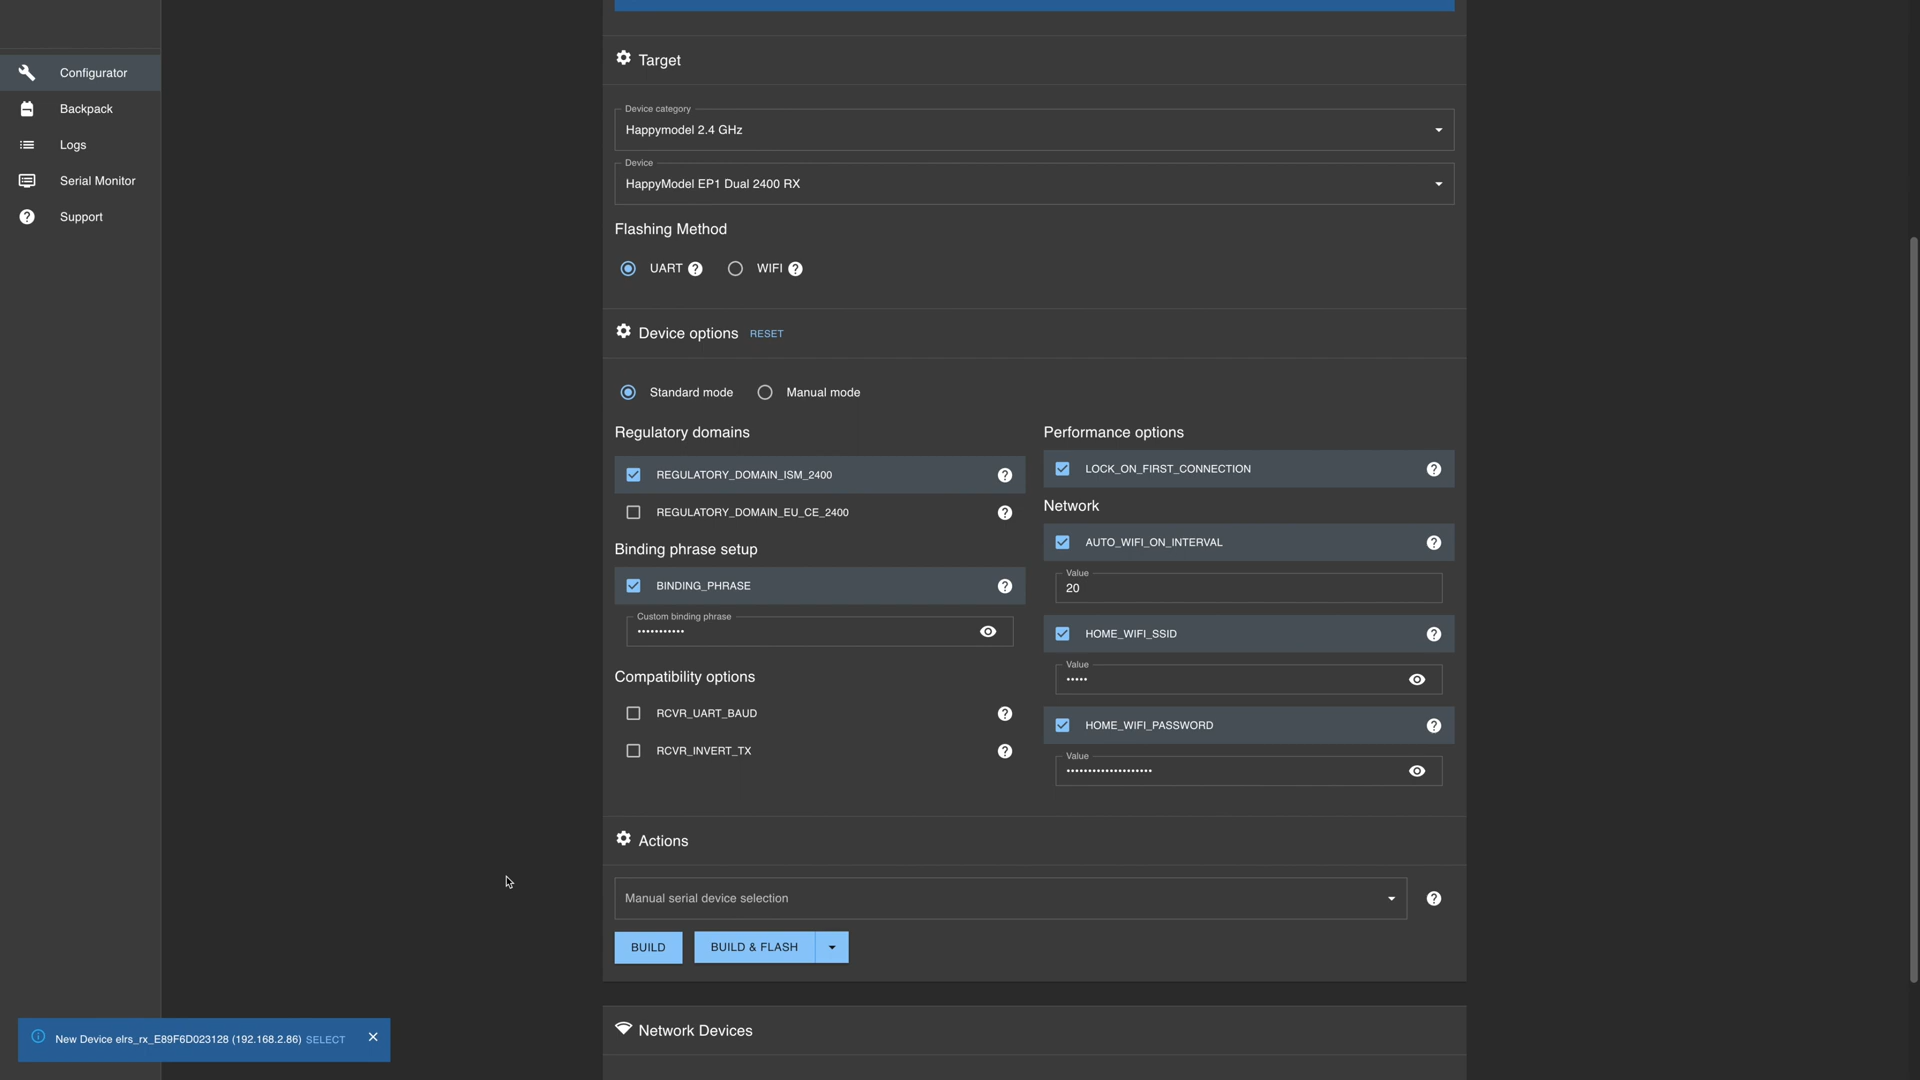 Configurator
Backpack
Logs
Serial Monitor
Support
Target
Device category
Happymodel 2.4 GHz
Device
HappyModel EP1 Dual 2400 RX
Flashing Method
UART ? WIFI ?
Device options RESET
Standard mode Manual mode
Regulatory domains
REGULATORY_DOMAIN_ISM_2400 ?
REGULATORY_DOMAIN_EU_CE_2400 ?
Binding phrase setup
BINDING_PHRASE ?
Custom binding phrase
•••••••••••
Compatibility options
RCVR_UART_BAUD ?
RCVR_INVERT_TX ?
Performance options
LOCK_ON_FIRST_CONNECTION ?
Network
AUTO_WIFI_ON_INTERVAL ?
Value
20
HOME_WIFI_SSID ?
Value
•••••
HOME_WIFI_PASSWORD ?
Value
••••••••••••••••••••
Actions
Manual serial device selection ?
BUILD BUILD & FLASH
Network Devices
New Device elrs_rx_E89F6D023128 (192.168.2.86) SELECT